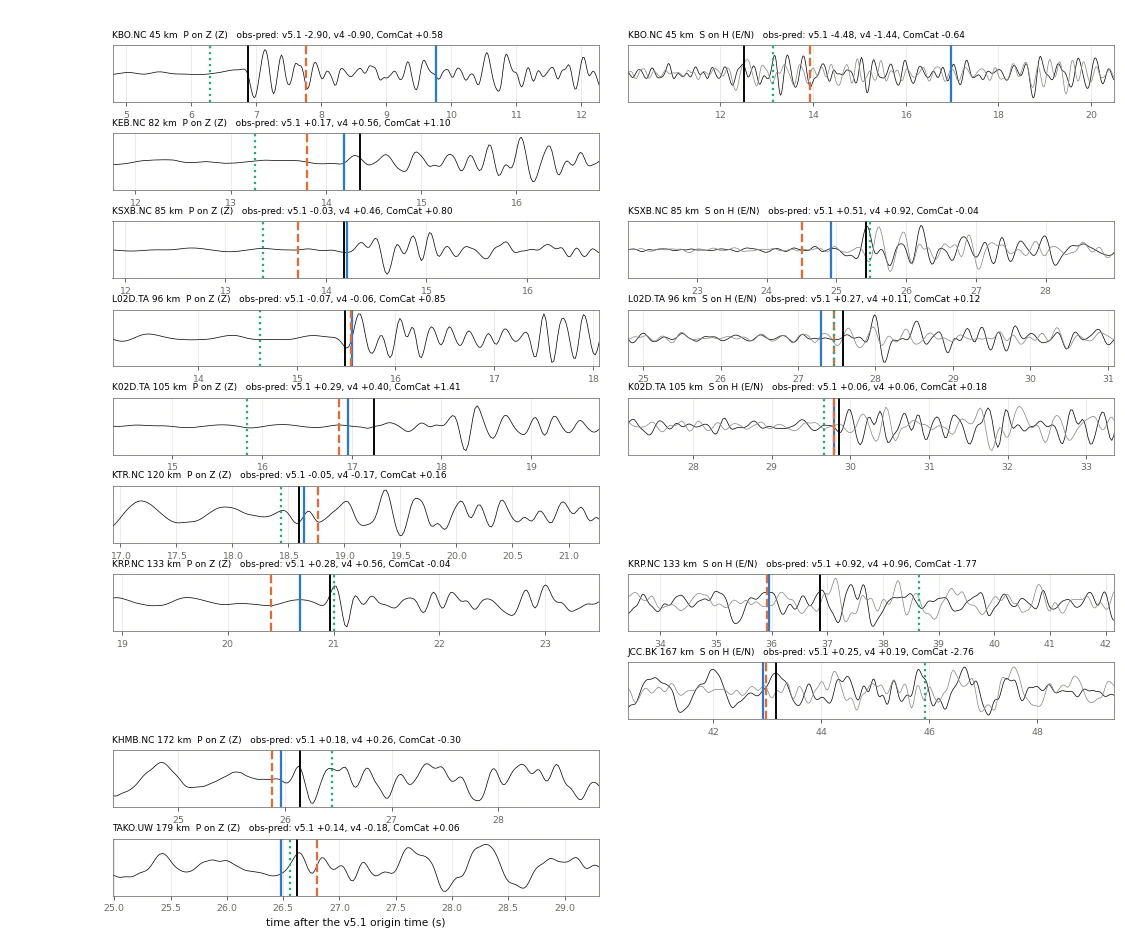 KBO.NC 45 km  P on Z (Z)   obs-pred: v5.1 -2.90, v4 -0.90, ComCat +0.58
KBO.NC 45 km  S on H (E/N)   obs-pred: v5.1 -4.48, v4 -1.44, ComCat -0.64
5 6 7 8 9 10 11 12
12 14 16 18 20
KEB.NC 82 km  P on Z (Z)   obs-pred: v5.1 +0.17, v4 +0.56, ComCat +1.10
12 13 14 15 16
KSXB.NC 85 km  P on Z (Z)   obs-pred: v5.1 -0.03, v4 +0.46, ComCat +0.80
KSXB.NC 85 km  S on H (E/N)   obs-pred: v5.1 +0.51, v4 +0.92, ComCat -0.04
12 13 14 15 16
23 24 25 26 27 28
L02D.TA 96 km  P on Z (Z)   obs-pred: v5.1 -0.07, v4 -0.06, ComCat +0.85
L02D.TA 96 km  S on H (E/N)   obs-pred: v5.1 +0.27, v4 +0.11, ComCat +0.12
14 15 16 17 18
25 26 27 28 29 30 31
K02D.TA 105 km  P on Z (Z)   obs-pred: v5.1 +0.29, v4 +0.40, ComCat +1.41
K02D.TA 105 km  S on H (E/N)   obs-pred: v5.1 +0.06, v4 +0.06, ComCat +0.18
15 16 17 18 19
28 29 30 31 32 33
KTR.NC 120 km  P on Z (Z)   obs-pred: v5.1 -0.05, v4 -0.17, ComCat +0.16
17.0 17.5 18.0 18.5 19.0 19.5 20.0 20.5 21.0
KRP.NC 133 km  P on Z (Z)   obs-pred: v5.1 +0.28, v4 +0.56, ComCat -0.04
KRP.NC 133 km  S on H (E/N)   obs-pred: v5.1 +0.92, v4 +0.96, ComCat -1.77
19 20 21 22 23
34 35 36 37 38 39 40 41 42
JCC.BK 167 km  S on H (E/N)   obs-pred: v5.1 +0.25, v4 +0.19, ComCat -2.76
42 44 46 48
KHMB.NC 172 km  P on Z (Z)   obs-pred: v5.1 +0.18, v4 +0.26, ComCat -0.30
25 26 27 28
TAKO.UW 179 km  P on Z (Z)   obs-pred: v5.1 +0.14, v4 -0.18, ComCat +0.06
25.0 25.5 26.0 26.5 27.0 27.5 28.0 28.5 29.0
time after the v5.1 origin time (s)